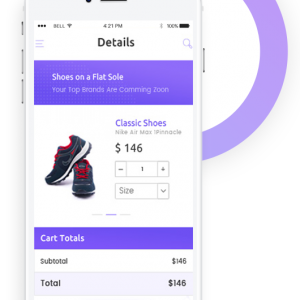 BELL 4:21 PM 100%
Details
Shoes on a Flat Sole
Your Top Brands Are Comming Zoon
Classic Shoes
Nike Air Max 1Pinnacle
$ 146
− 1 +
Size
Cart Totals
Subtotal $146
Total $146